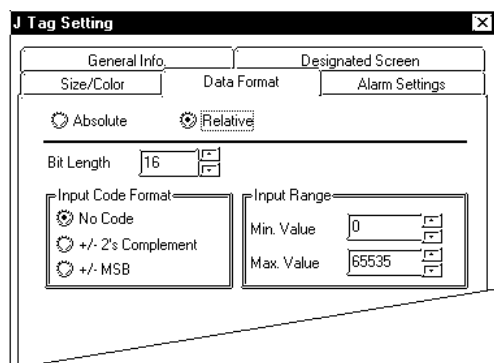 J Tag Setting
General Info.
Designated Screen
Size/Color
Data Format
Alarm Settings
Absolute
Relative
Bit Length 16
Input Code Format
No Code
+/- 2's Complement
+/- MSB
Input Range
Min. Value 0
Max. Value 65535